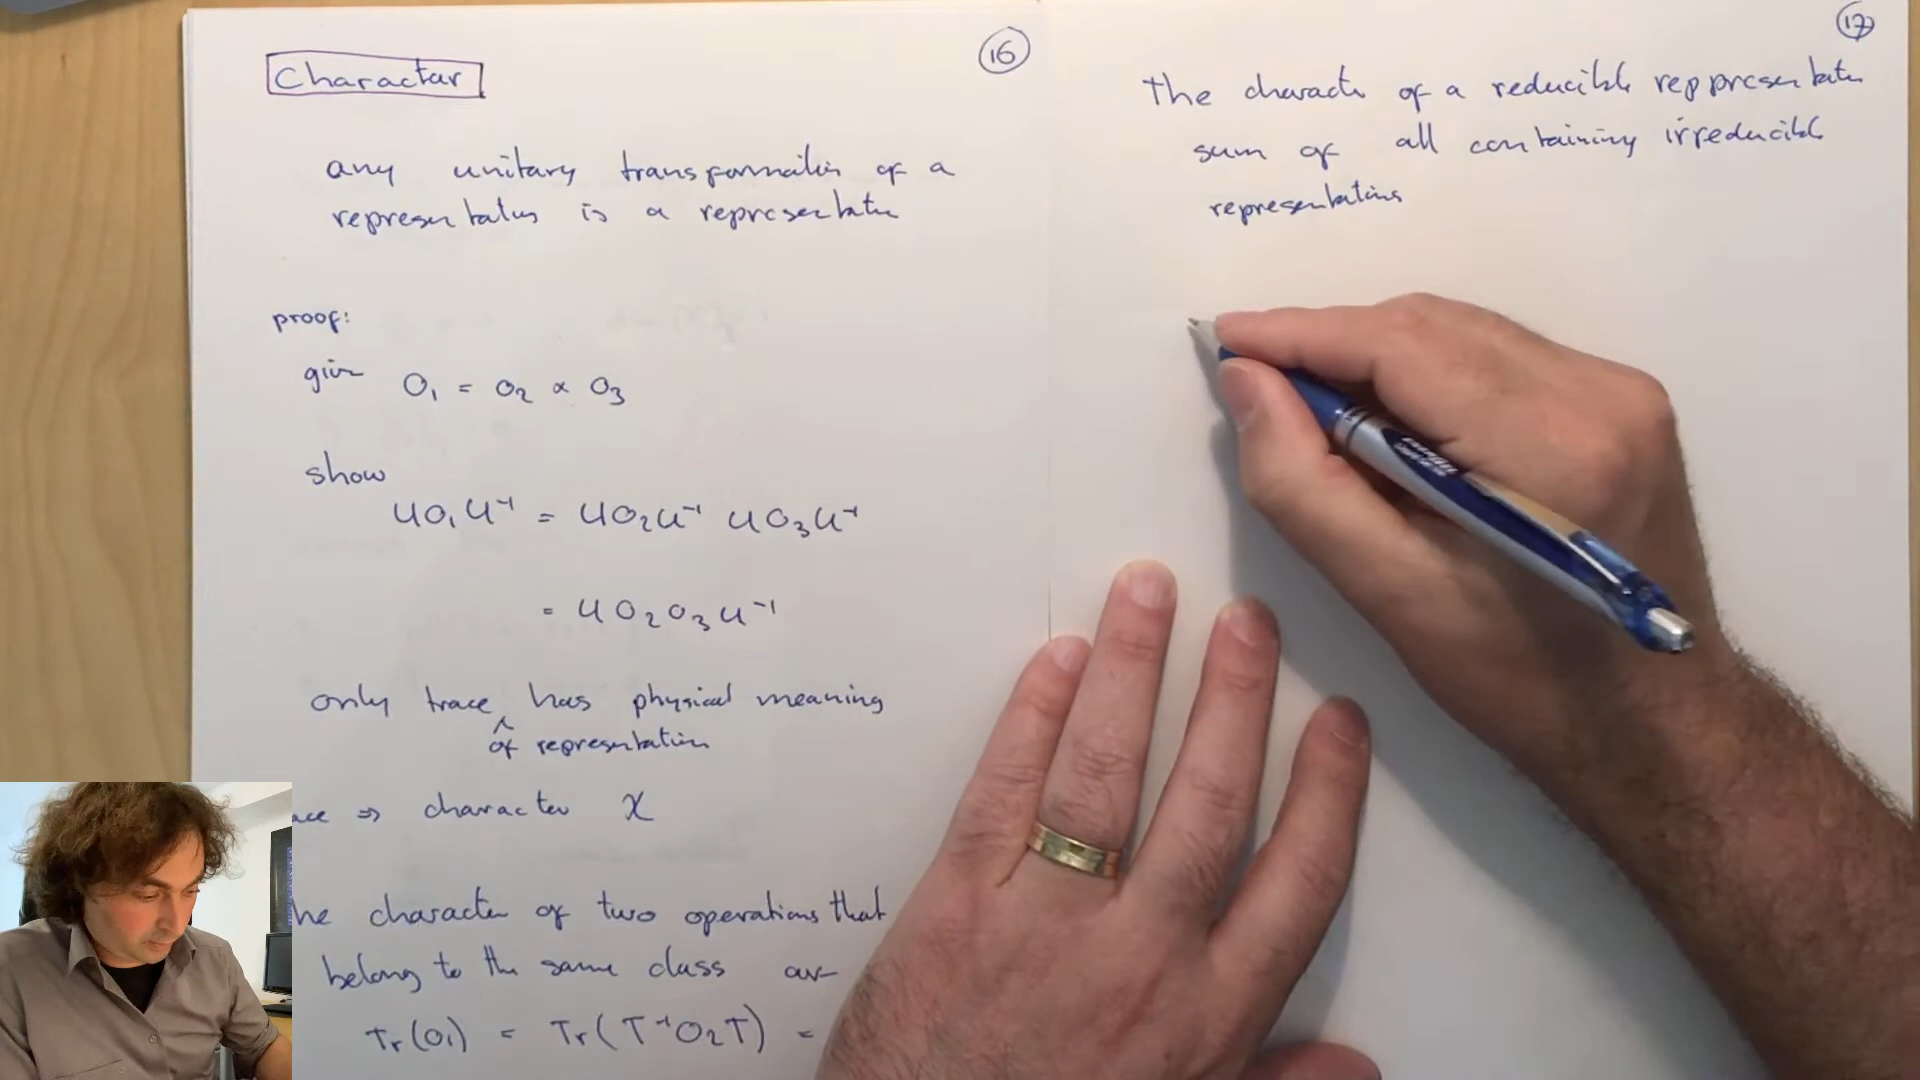 16
Character
any unitary transformation of a
representation is a representation
proof:
given O₁ = O₂ × O₃
show
UO₁U⁻¹ = UO₂U⁻¹ UO₃U⁻¹
= UO₂O₃U⁻¹
only trace ^ has physical meaning
of representation
ace ⇒ character χ
he character of two operations that
belong to the same class are
Tr(O₁) = Tr(T⁻¹O₂T) =
17
The character of a reducible reppresentation
sum of all containing irreducible
representations